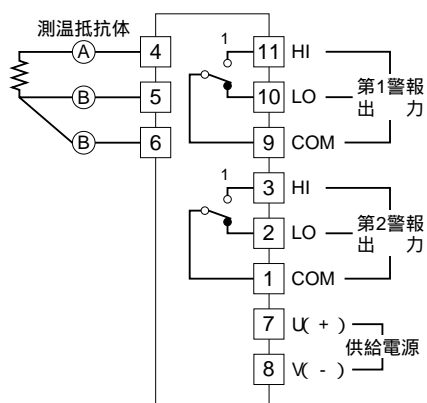 測温抵抗体
A 4
B 5
B 6
1
11 HI
10 LO
9 COM
第1警報
出 力
1
3 HI
2 LO
1 COM
第2警報
出 力
7 U( + )
8 V( - )
供給電源